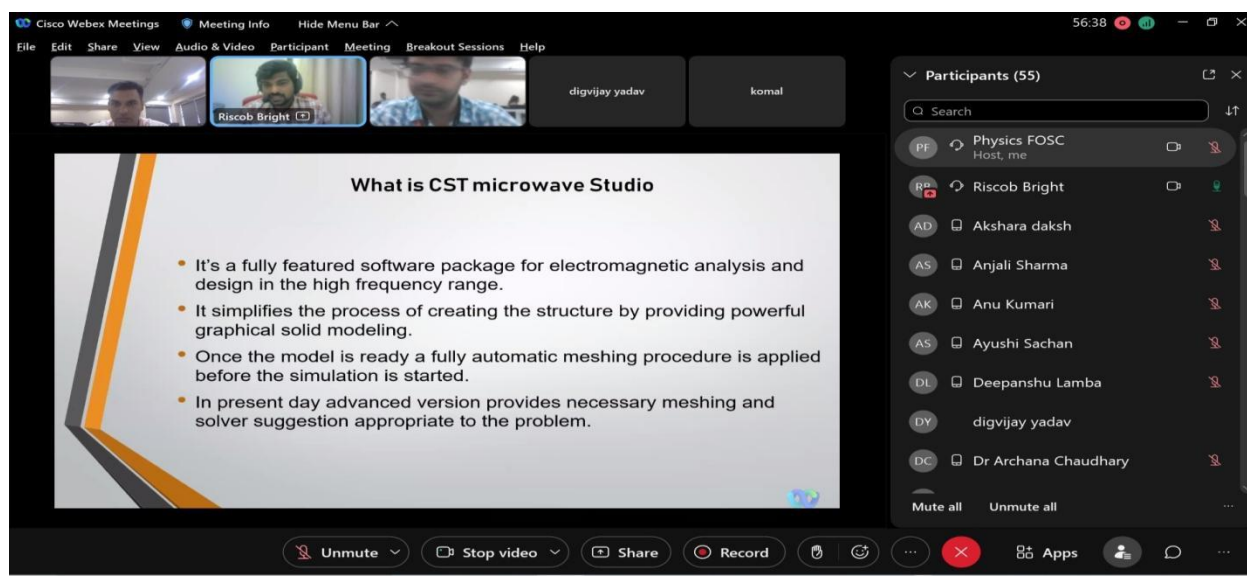 Cisco Webex Meetings Meeting Info Hide Menu Bar 56:38
File Edit Share View Audio & Video Participant Meeting Breakout Sessions Help
Riscob Bright
digvijay yadav
komal
What is CST microwave Studio
It's a fully featured software package for electromagnetic analysis and
design in the high frequency range.
It simplifies the process of creating the structure by providing powerful
graphical solid modeling.
Once the model is ready a fully automatic meshing procedure is applied
before the simulation is started.
In present day advanced version provides necessary meshing and
solver suggestion appropriate to the problem.
Participants (55)
Search
PF Physics FOSC
Host, me
RB Riscob Bright
AD Akshara daksh
AS Anjali Sharma
AK Anu Kumari
AS Ayushi Sachan
DL Deepanshu Lamba
DY digvijay yadav
DC Dr Archana Chaudhary
Mute all Unmute all
Unmute Stop video Share Record Apps